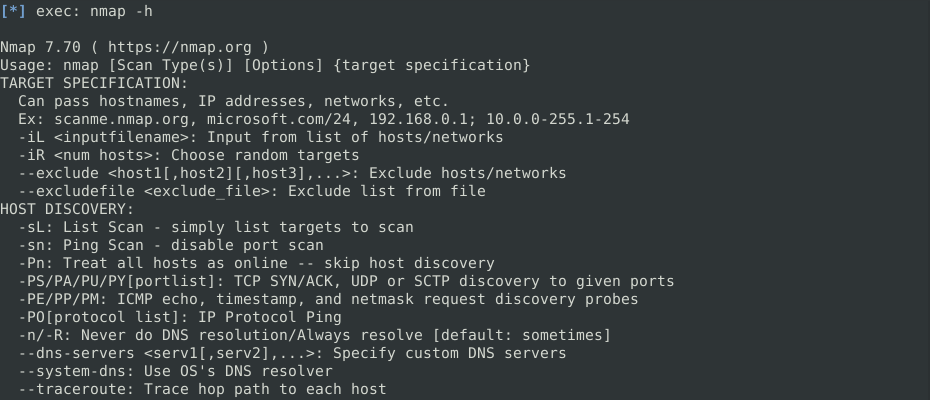 [*] exec: nmap -h
Nmap 7.70 ( https://nmap.org )
Usage: nmap [Scan Type(s)] [Options] {target specification}
TARGET SPECIFICATION:
  Can pass hostnames, IP addresses, networks, etc.
  Ex: scanme.nmap.org, microsoft.com/24, 192.168.0.1; 10.0.0-255.1-254
  -iL <inputfilename>: Input from list of hosts/networks
  -iR <num hosts>: Choose random targets
  --exclude <host1[,host2][,host3],...>: Exclude hosts/networks
  --excludefile <exclude_file>: Exclude list from file
HOST DISCOVERY:
  -sL: List Scan - simply list targets to scan
  -sn: Ping Scan - disable port scan
  -Pn: Treat all hosts as online -- skip host discovery
  -PS/PA/PU/PY[portlist]: TCP SYN/ACK, UDP or SCTP discovery to given ports
  -PE/PP/PM: ICMP echo, timestamp, and netmask request discovery probes
  -PO[protocol list]: IP Protocol Ping
  -n/-R: Never do DNS resolution/Always resolve [default: sometimes]
  --dns-servers <serv1[,serv2],...>: Specify custom DNS servers
  --system-dns: Use OS's DNS resolver
  --traceroute: Trace hop path to each host